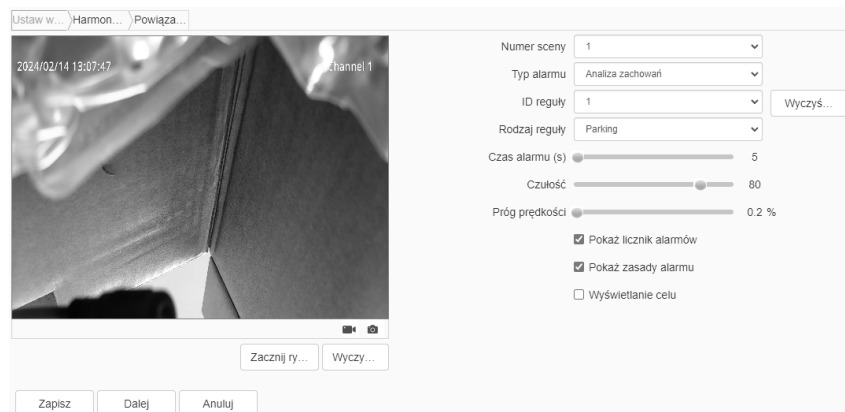 Ustaw w... Harmon... Powiąza...
2024/02/14 13:07:47
Channel 1
Numer sceny 1
Typ alarmu Analiza zachowań
ID reguły 1 Wyczyś...
Rodzaj reguły Parking
Czas alarmu (s) 5
Czułość 80
Próg prędkości 0.2 %
Pokaż licznik alarmów
Pokaż zasady alarmu
Wyświetlanie celu
Zacznij ry... Wyczy...
Zapisz Dalej Anuluj